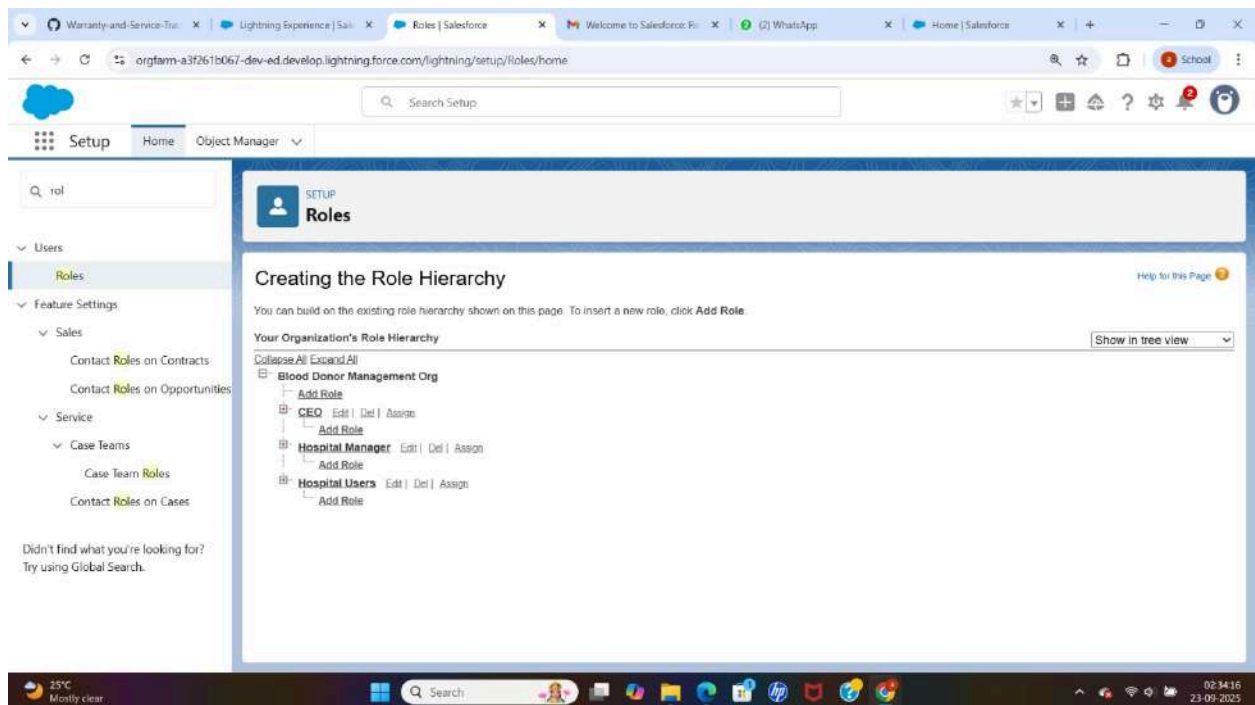 Warranty-and-Service-Tra
Lightning Experience | Sale
Roles | Salesforce
Welcome to Salesforce:
(2) WhatsApp
Home | Salesforce
orgfarm-a3f261b067-dev-ed.develop.lightning.force.com/lightning/setup/Roles/home
School
Search Setup
2
Setup
Home
Object Manager
rol
SETUP
Roles
Users
Roles
Feature Settings
Sales
Contact Roles on Contracts
Contact Roles on Opportunities
Service
Case Teams
Case Team Roles
Contact Roles on Cases
Didn't find what you're looking for?
Try using Global Search.
Creating the Role Hierarchy
Help for this Page
You can build on the existing role hierarchy shown on this page. To insert a new role, click Add Role.
Your Organization's Role Hierarchy
Show in tree view
Collapse All Expand All
Blood Donor Management Org
Add Role
CEO Edit | Del | Assign
Add Role
Hospital Manager Edit | Del | Assign
Add Role
Hospital Users Edit | Del | Assign
Add Role
25°C
Mostly clear
Search
hp
02:34:16
23-09-2025